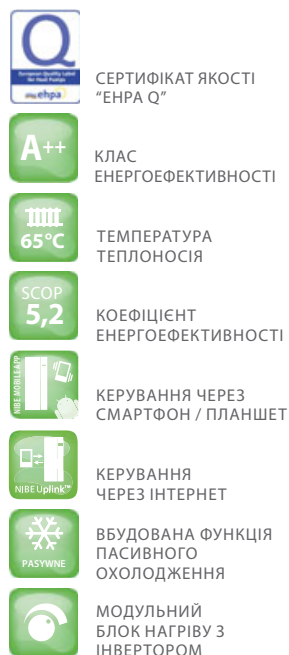 Q
European Quality Label
for Heat Pumps
ehpa
СЕРТИФІКАТ ЯКОСТІ
“EHPA Q”
A++
КЛАС
ЕНЕРГОЕФЕКТИВНОСТІ
65°C
ТЕМПЕРАТУРА
ТЕПЛОНОСІЯ
SCOP
5,2
КОЕФІЦІЄНТ
ЕНЕРГОЕФЕКТИВНОСТІ
NIBE MOBILE APP
КЕРУВАННЯ ЧЕРЕЗ
СМАРТФОН / ПЛАНШЕТ
NIBE Uplink™
КЕРУВАННЯ
ЧЕРЕЗ ІНТЕРНЕТ
PASYWNE
ВБУДОВАНА ФУНКЦІЯ
ПАСИВНОГО
ОХОЛОДЖЕННЯ
МОДУЛЬНИЙ
БЛОК НАГРІВУ З
ІНВЕРТОРОМ